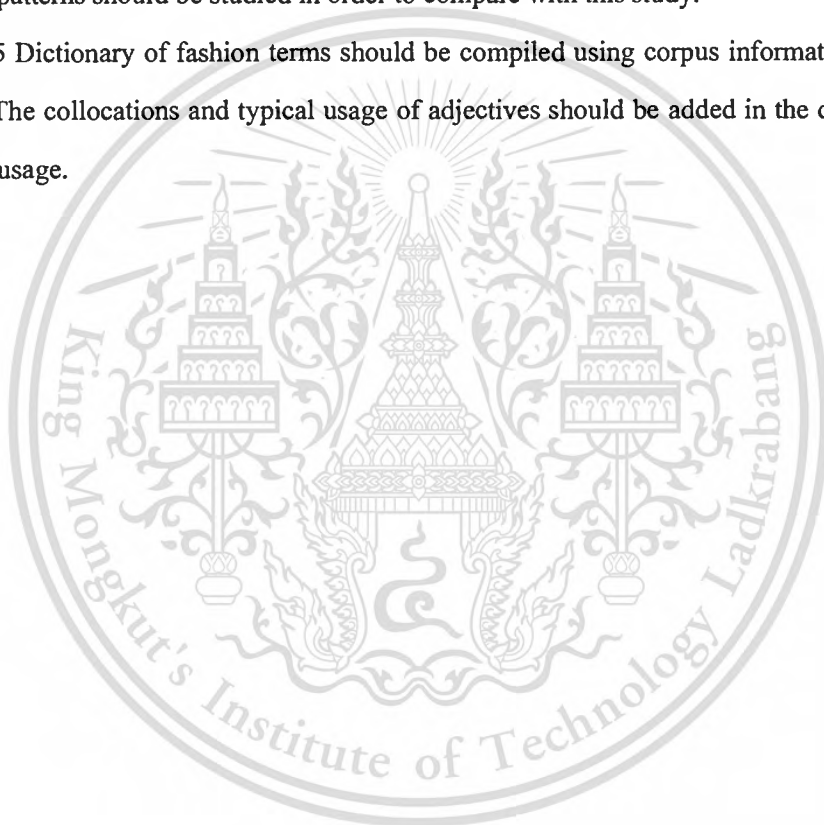 patterns should be studied in order to compare with this study.
5 Dictionary of fashion terms should be compiled using corpus informat
The collocations and typical usage of adjectives should be added in the
usage.
King Mongkut's Institute of Technology Ladkrabang